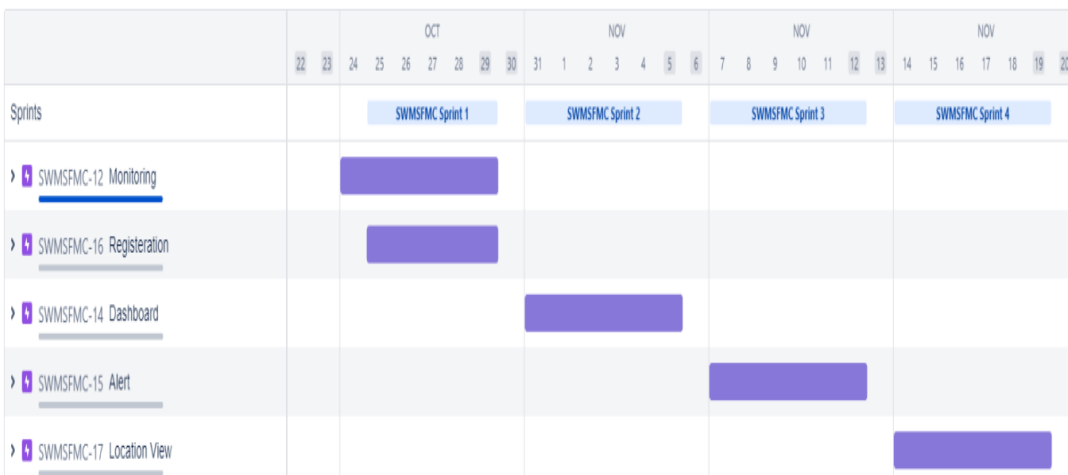 OCT NOV NOV NOV
22 23 24 25 26 27 28 29 30 31 1 2 3 4 5 6 7 8 9 10 11 12 13 14 15 16 17 18 19 20
Sprints SWMSFMC Sprint 1 SWMSFMC Sprint 2 SWMSFMC Sprint 3 SWMSFMC Sprint 4
SWMSFMC-12 Monitoring
SWMSFMC-16 Registeration
SWMSFMC-14 Dashboard
SWMSFMC-15 Alert
SWMSFMC-17 Location View